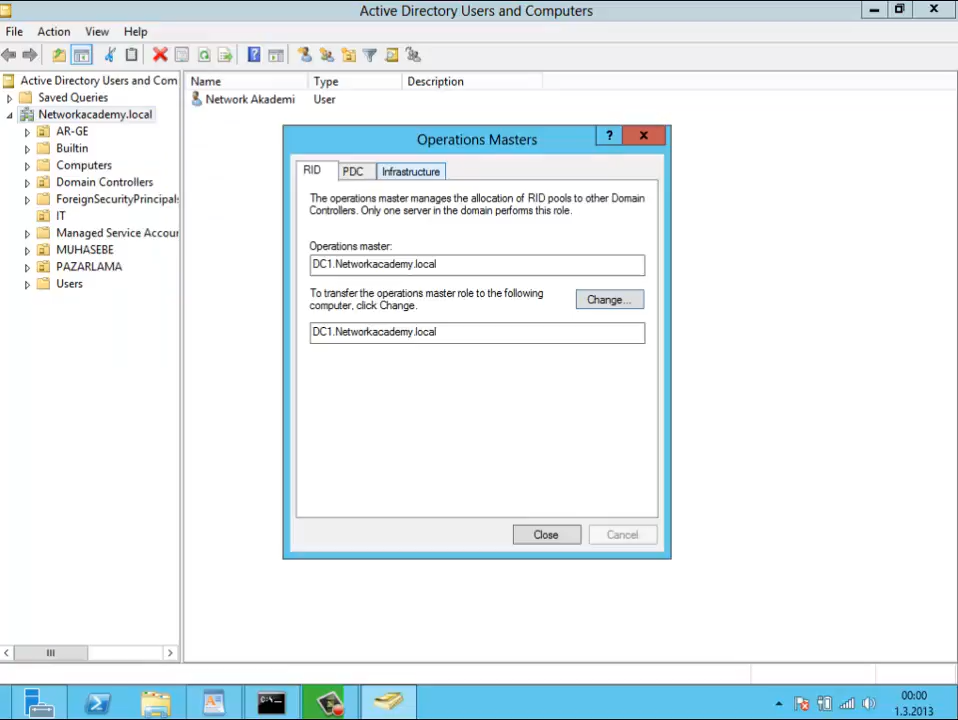 Active Directory Users and Computers
File Action View Help
Active Directory Users and Com
Saved Queries
Networkacademy.local
AR-GE
Builtin
Computers
Domain Controllers
ForeignSecurityPrincipals
IT
Managed Service Accour
MUHASEBE
PAZARLAMA
Users
Name Type Description
Network Akademi User
Operations Masters
RID PDC Infrastructure
The operations master manages the allocation of RID pools to other Domain
Controllers. Only one server in the domain performs this role.
Operations master:
DC1.Networkacademy.local
To transfer the operations master role to the following
computer, click Change.
Change...
DC1.Networkacademy.local
Close Cancel
00:00
1.3.2013